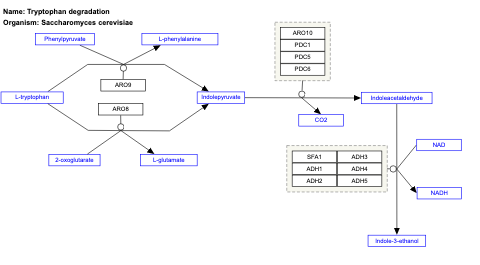 Name: Tryptophan degradation
Organism: Saccharomyces cerevisiae
Phenylpyruvate
L-phenylalanine
ARO10
PDC1
PDC5
PDC6
ARO9
L-tryptophan
Indolepyruvate
Indoleacetaldehyde
ARO8
CO2
2-oxoglutarate
L-glutamate
SFA1 ADH3
ADH1 ADH4
ADH2 ADH5
NAD
NADH
Indole-3-ethanol